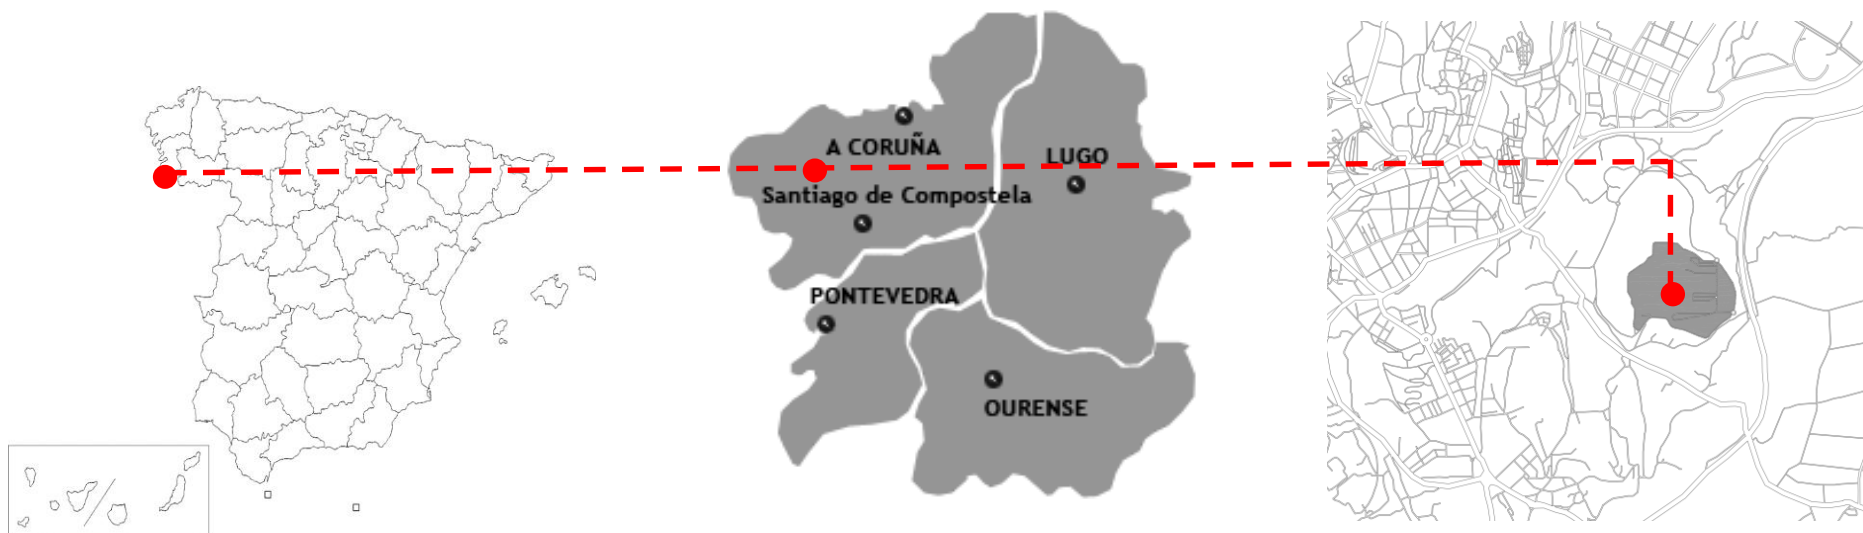 A CORUÑA
LUGO
Santiago de Compostela
PONTEVEDRA
OURENSE